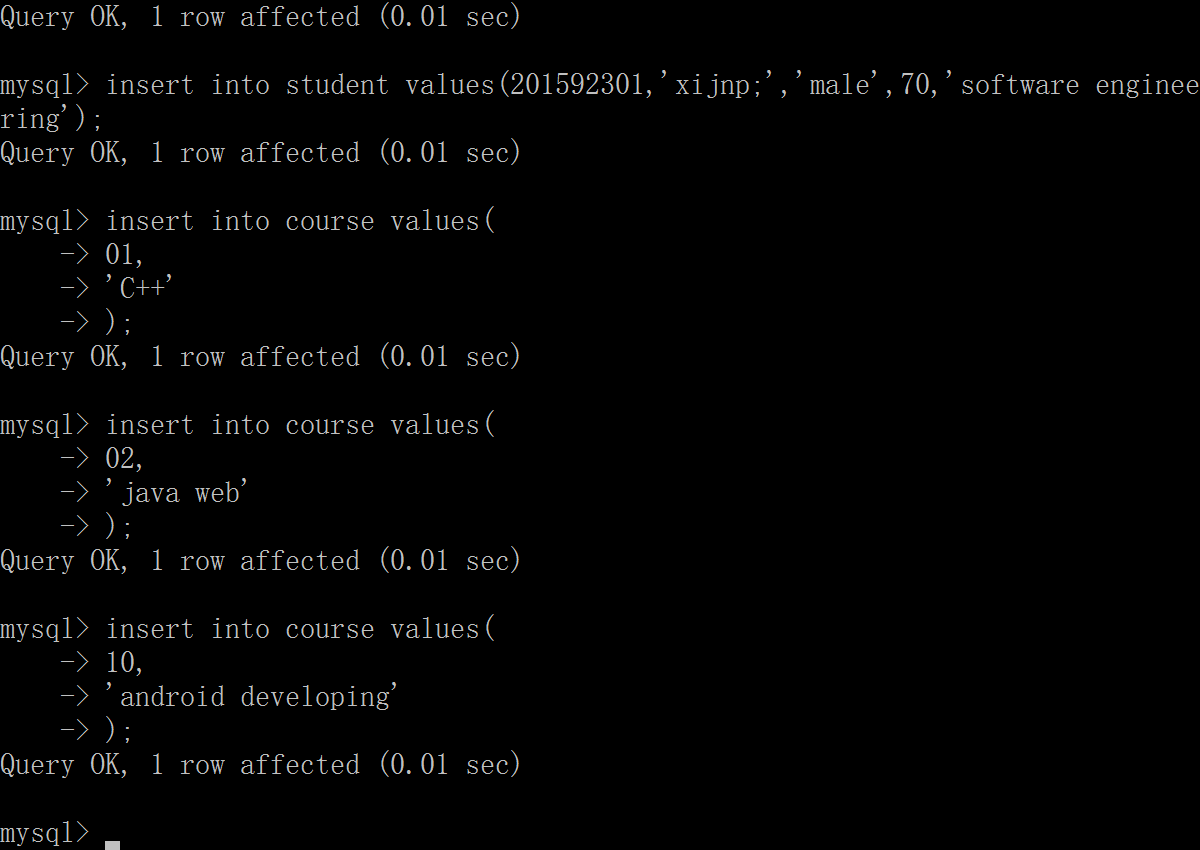 Query OK, 1 row affected (0.01 sec)
mysql> insert into student values(201592301,'xijnp;','male',70,'software enginee
ring');
Query OK, 1 row affected (0.01 sec)
mysql> insert into course values(
    -> 01,
    -> 'C++'
    -> );
Query OK, 1 row affected (0.01 sec)
mysql> insert into course values(
    -> 02,
    -> 'java web'
    -> );
Query OK, 1 row affected (0.01 sec)
mysql> insert into course values(
    -> 10,
    -> 'android developing'
    -> );
Query OK, 1 row affected (0.01 sec)
mysql>